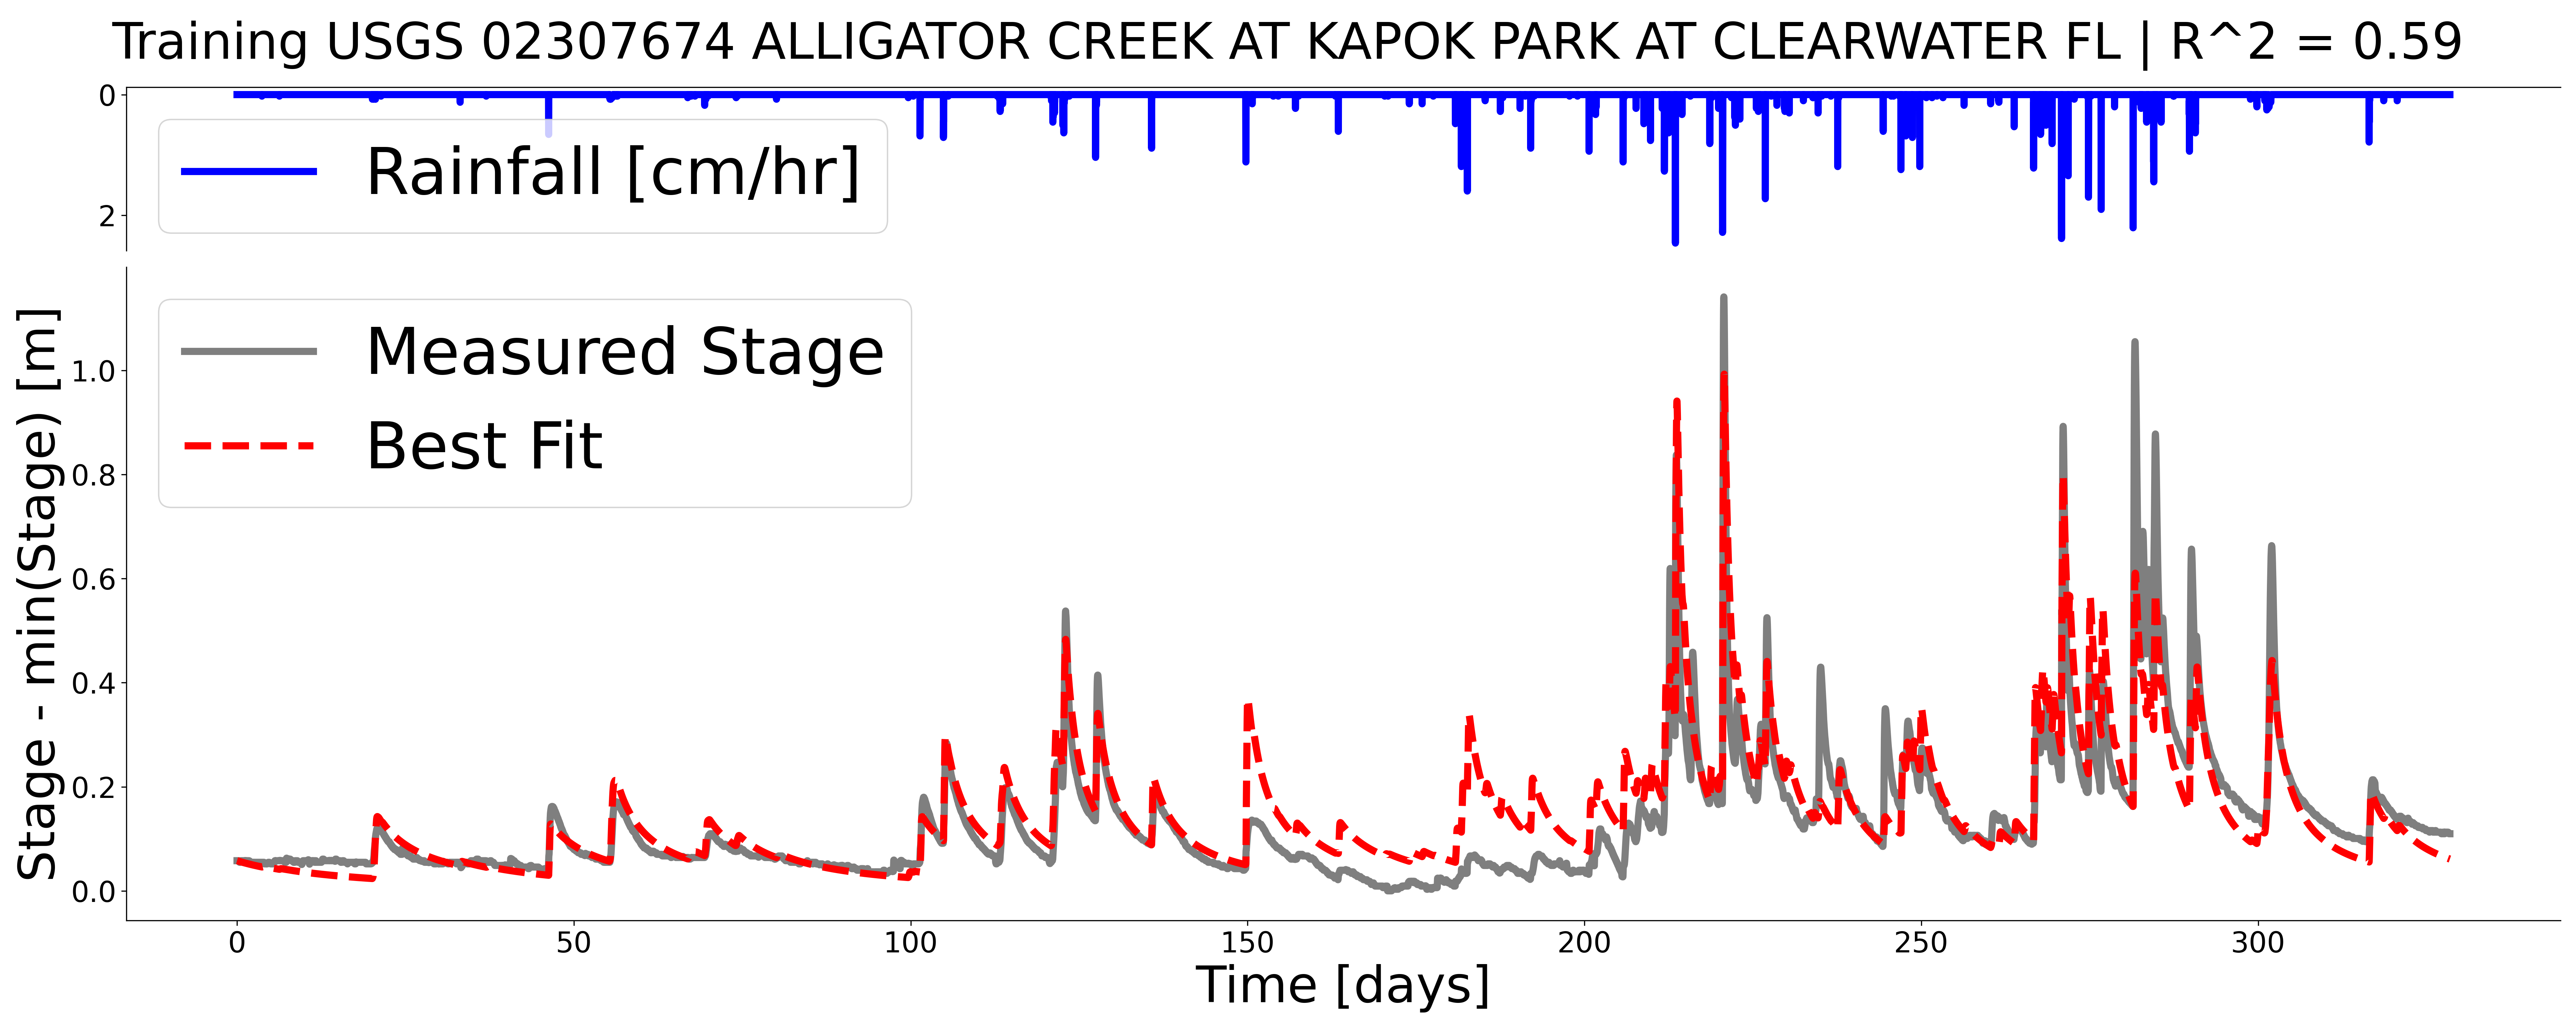 Training USGS 02307674 ALLIGATOR CREEK AT KAPOK PARK AT CLEARWATER FL | R^2 = 0.59
0
2
Rainfall [cm/hr]
Stage - min(Stage) [m]
1.0
0.8
0.6
0.4
0.2
0.0
Measured Stage
Best Fit
0 50 100 150 200 250 300
Time [days]